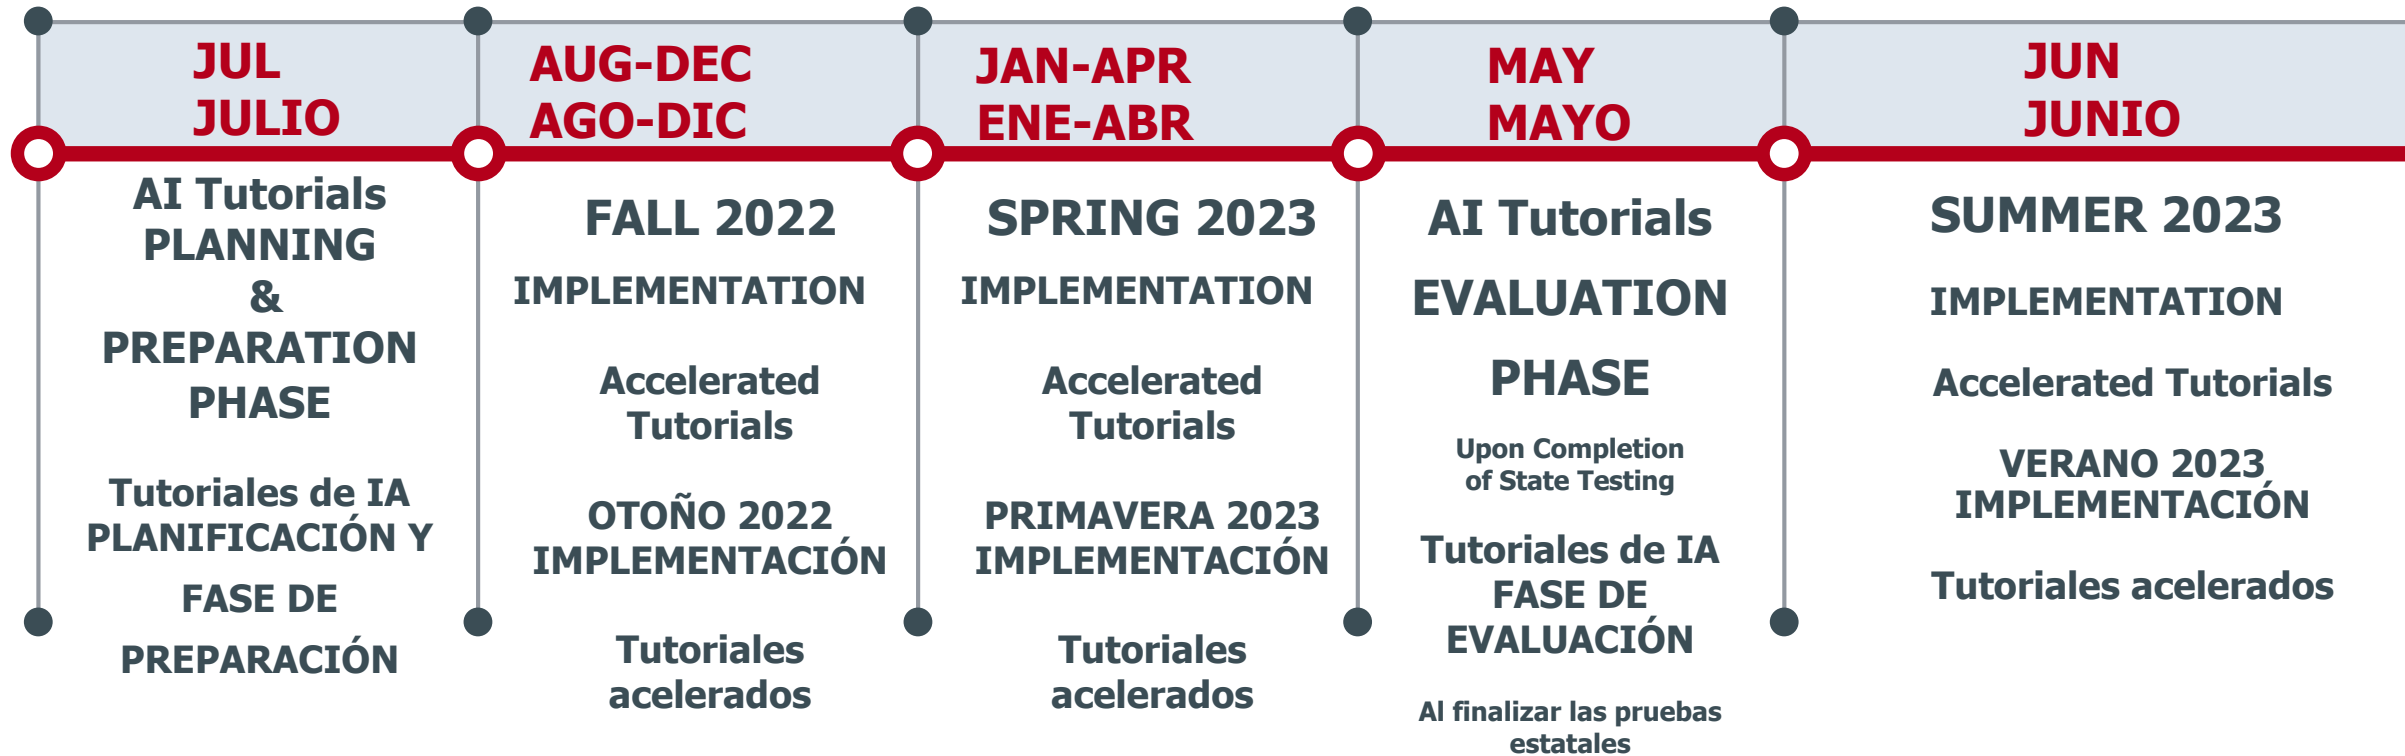 JUL
JULIO
AUG-DEC
AGO-DIC
JAN-APR
ENE-ABR
MAY
MAYO
JUN
JUNIO
AI Tutorials
PLANNING
&
PREPARATION
PHASE
Tutoriales de IA
PLANIFICACIÓN Y
FASE DE
PREPARACIÓN
FALL 2022
IMPLEMENTATION
Accelerated
Tutorials
OTOÑO 2022
IMPLEMENTACIÓN
Tutoriales
acelerados
SPRING 2023
IMPLEMENTATION
Accelerated
Tutorials
PRIMAVERA 2023
IMPLEMENTACIÓN
Tutoriales
acelerados
AI Tutorials
EVALUATION
PHASE
Upon Completion
of State Testing
Tutoriales de IA
FASE DE
EVALUACIÓN
Al finalizar las pruebas
estatales
SUMMER 2023
IMPLEMENTATION
Accelerated Tutorials
VERANO 2023
IMPLEMENTACIÓN
Tutoriales acelerados